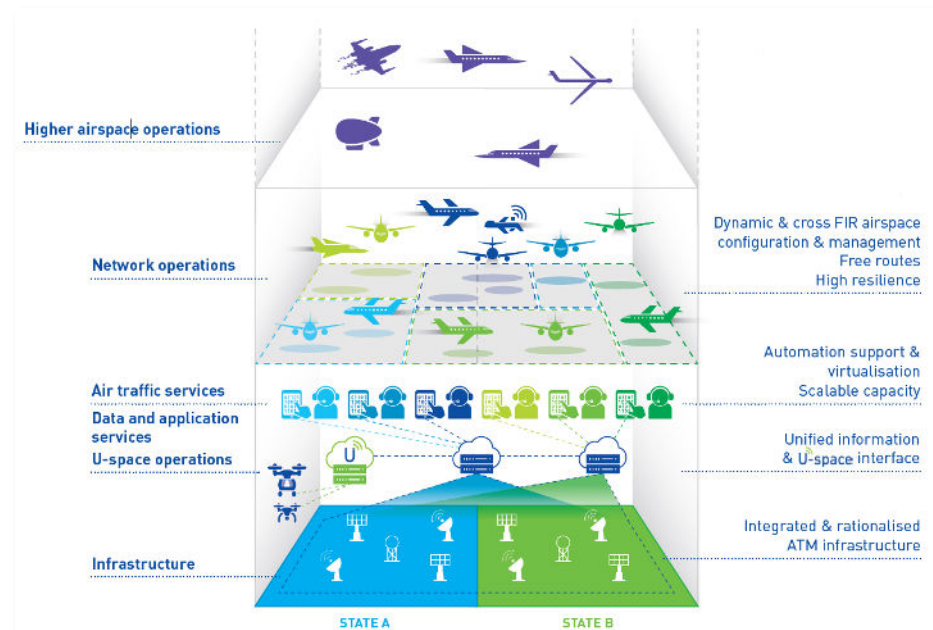 Higher airspace operations
Network operations
Dynamic & cross FIR airspace
configuration & management
Free routes
High resilience
Air traffic services
Data and application
services
U-space operations
Automation support &
virtualisation
Scalable capacity
U
Unified information
& U-space interface
Infrastructure
Integrated & rationalised
ATM infrastructure
STATE A
STATE B